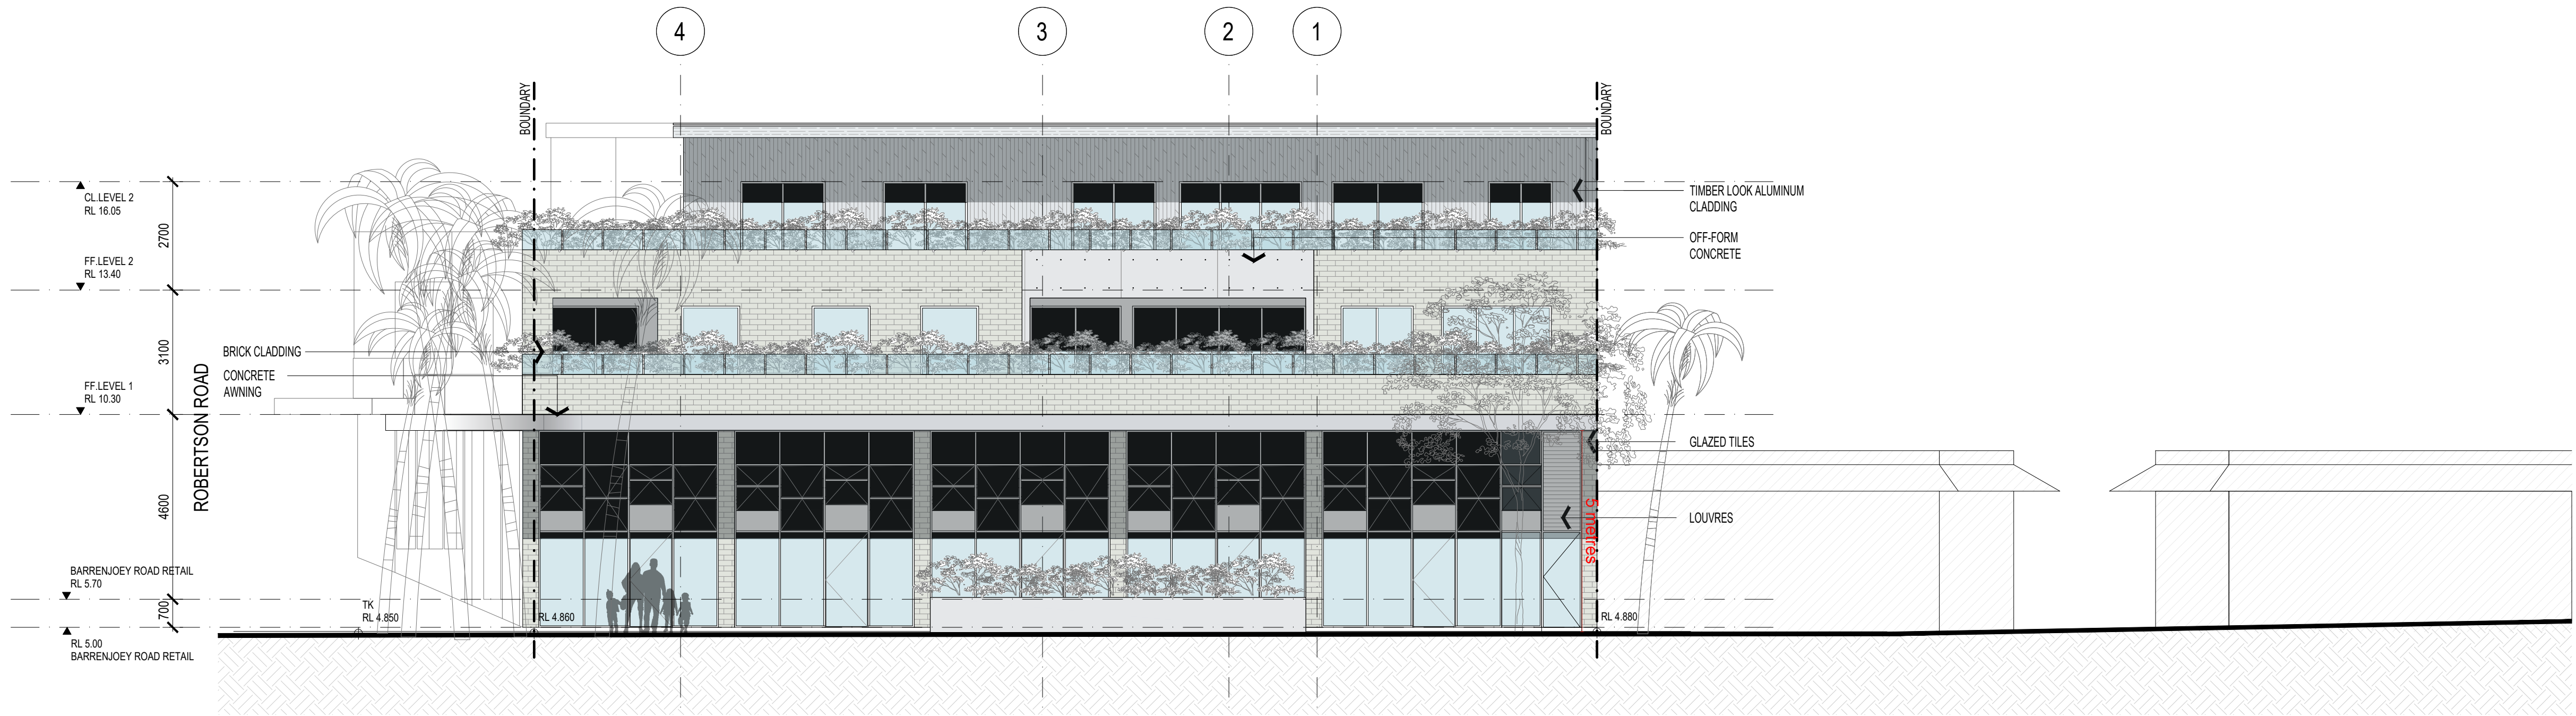 4
3
2
1
BOUNDARY
BOUNDARY
CL.LEVEL 2
RL 16.05
2700
FF.LEVEL 2
RL 13.40
3100
FF.LEVEL 1
RL 10.30
4600
BARRENJOEY ROAD RETAIL
RL 5.70
700
RL 5.00
BARRENJOEY ROAD RETAIL
ROBERTSON ROAD
BRICK CLADDING
CONCRETE
AWNING
TK
RL 4.850
RL 4.860
TIMBER LOOK ALUMINUM
CLADDING
OFF-FORM
CONCRETE
GLAZED TILES
LOUVRES
5 metres
RL 4.880